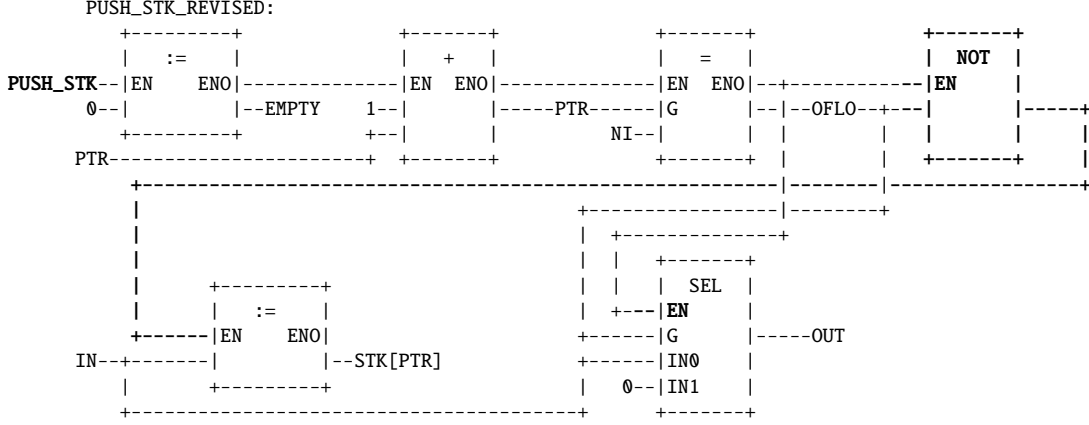 PUSH_STK_REVISED:
:= + = NOT
PUSH_STK EN ENO EN ENO EN ENO EN
0 EMPTY 1 PTR G OFLO
NI
PTR
SEL
:= EN
EN ENO G OUT
IN STK[PTR] IN0
0 IN1